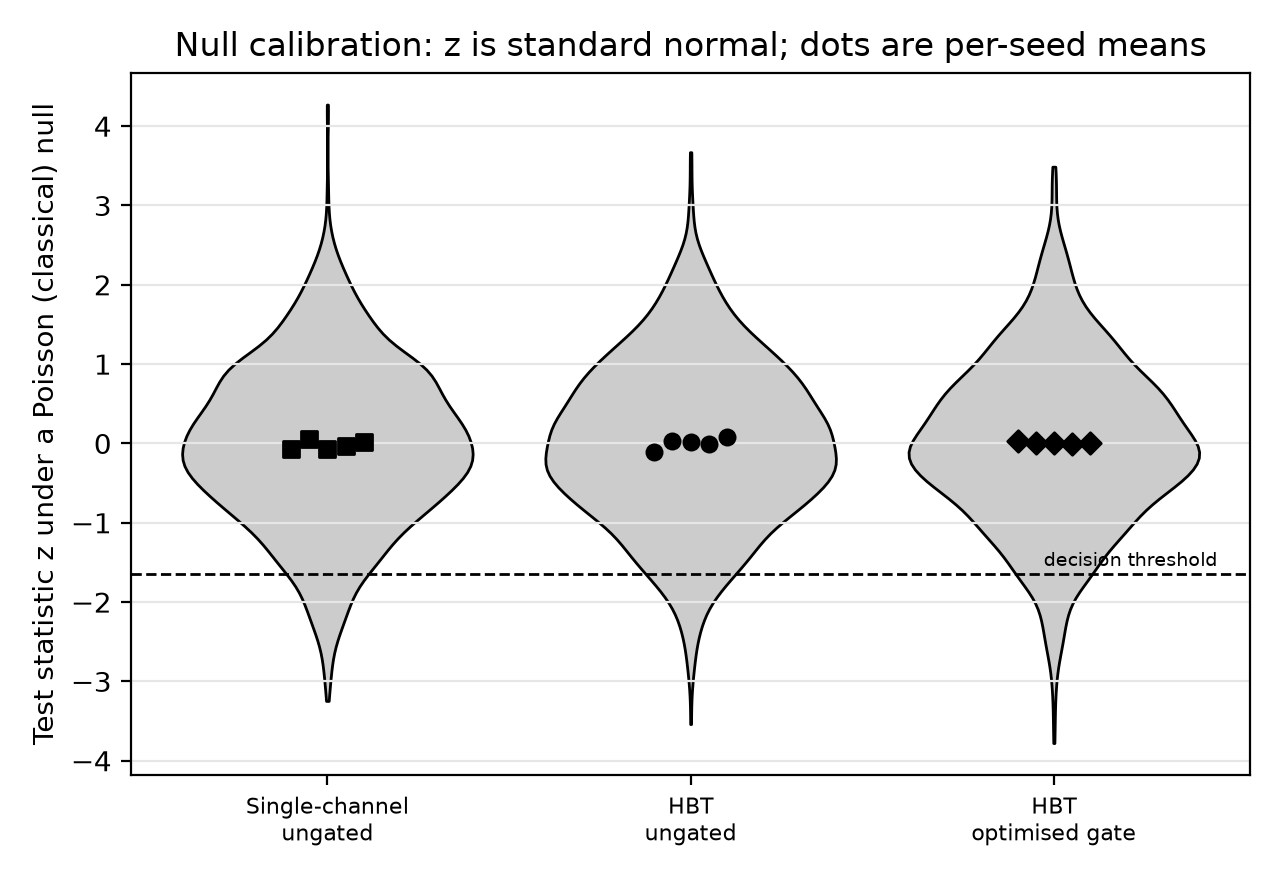 Null calibration: z is standard normal; dots are per-seed means
Test statistic z under a Poisson (classical) null
4
3
2
1
0
−1
−2
−3
−4
decision threshold
Single-channel
ungated
HBT
ungated
HBT
optimised gate